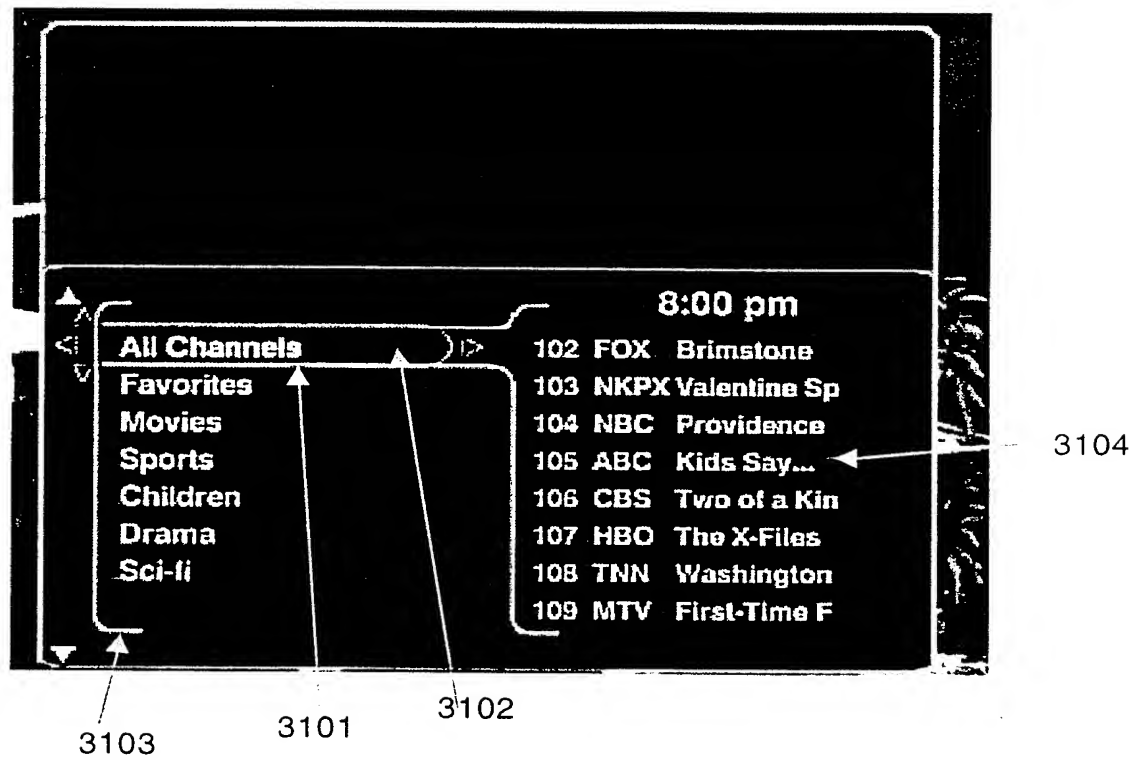 8:00 pm
All Channels
Favorites
Movies
Sports
Children
Drama
Sci-fi
102 FOX Brimstone
103 NKPX Valentine Sp
104 NBC Providence
105 ABC Kids Say...
106 CBS Two of a Kin
107 HBO The X-Files
108 TNN Washington
109 MTV First-Time F
3104
3103
3101
3102